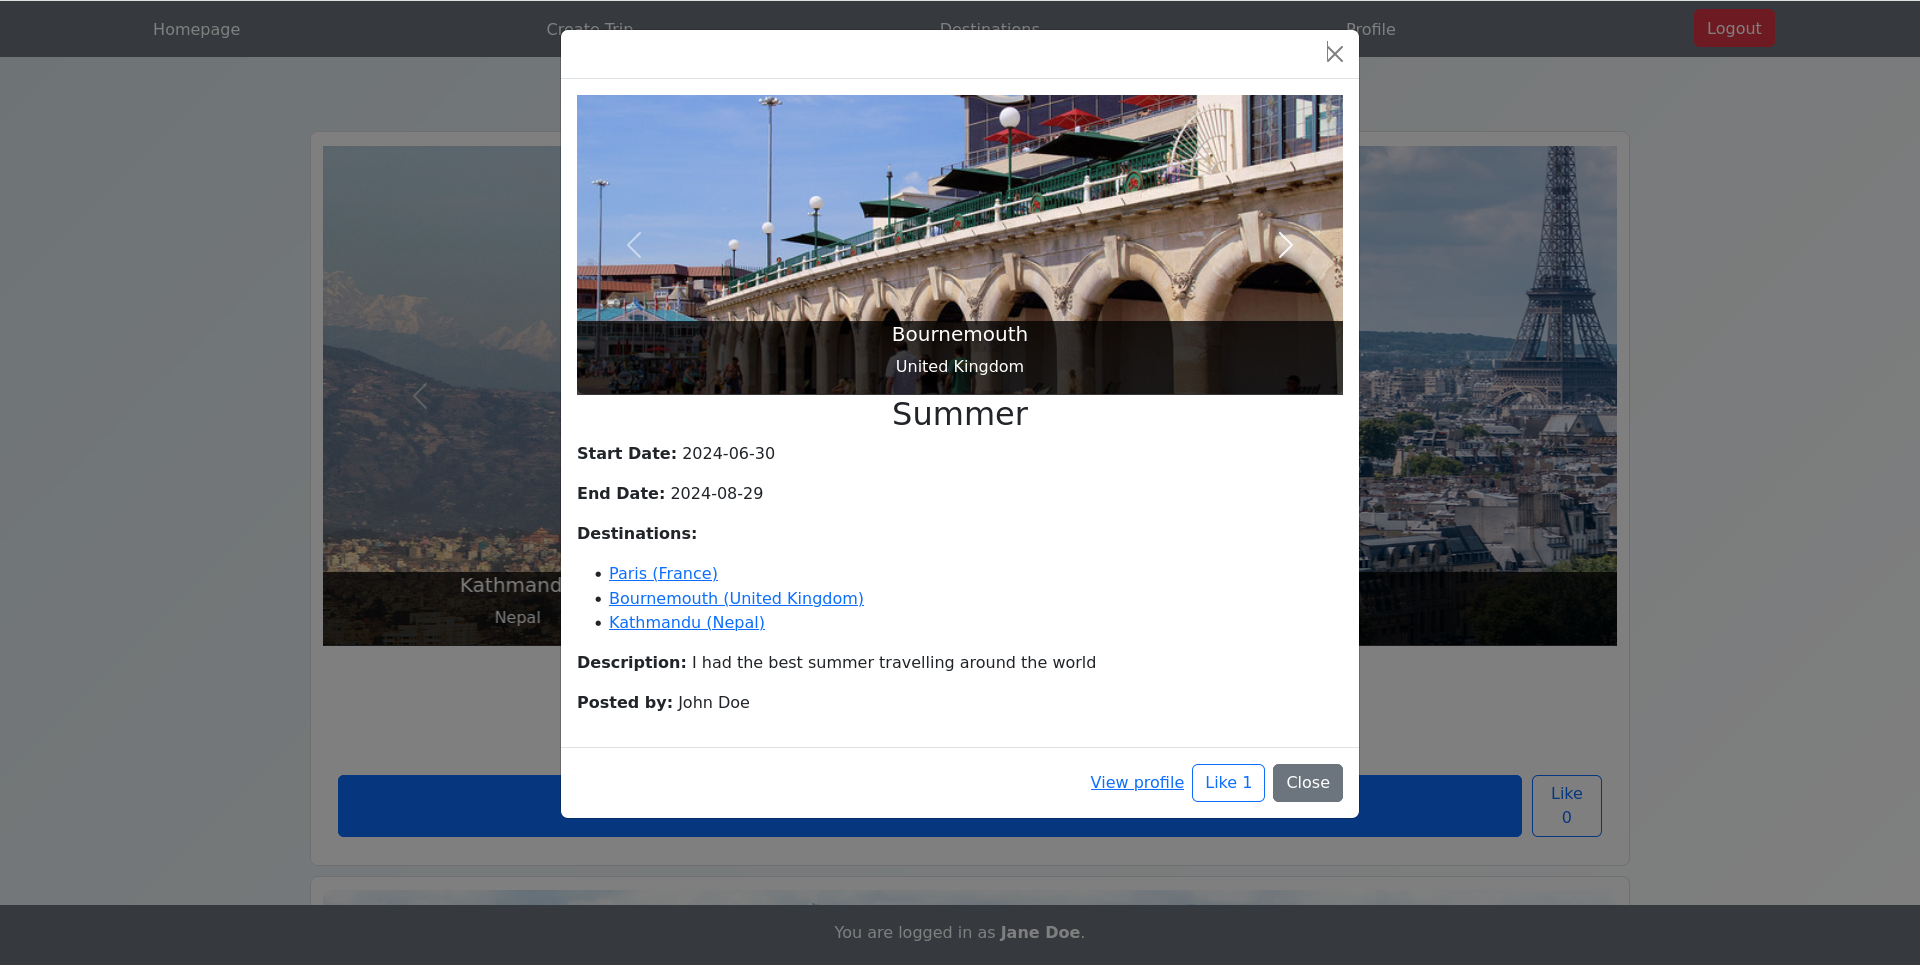 Homepage
Create Trip
Destinations
Profile
Logout
Bournemouth
United Kingdom
Summer
Start Date: 2024-06-30
End Date: 2024-08-29
Destinations:
• Paris (France)
• Bournemouth (United Kingdom)
• Kathmandu (Nepal)
Description: I had the best summer travelling around the world
Posted by: John Doe
View profile
Like 1
Close
Kathmand
Nepal
Like
0
You are logged in as Jane Doe.